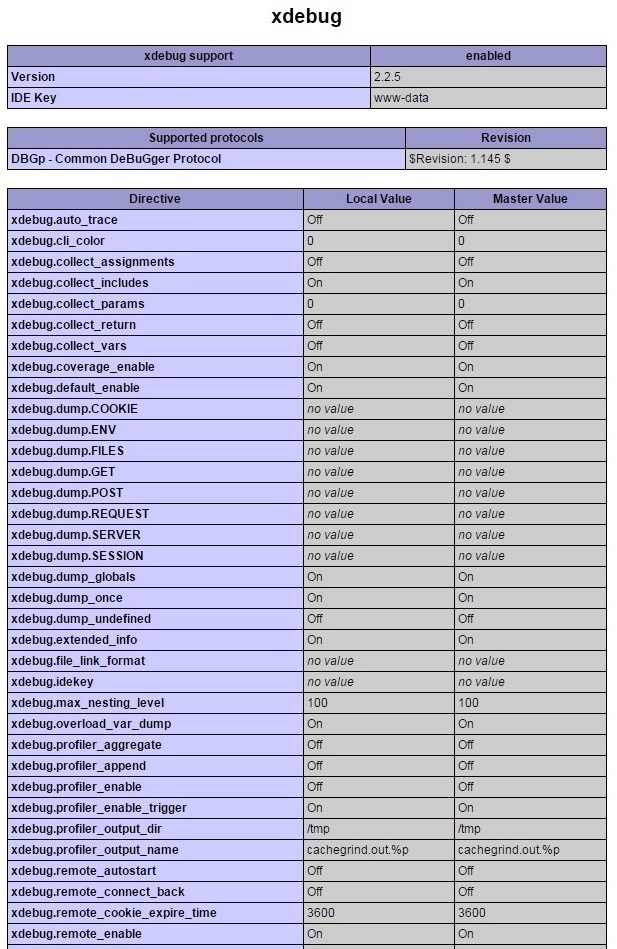 xdebug
xdebug support enabled
Version 2.2.5
IDE Key www-data
Supported protocols Revision
DBGp - Common DeBuGger Protocol $Revision: 1.145 $
Directive Local Value Master Value
xdebug.auto_trace Off Off
xdebug.cli_color 0 0
xdebug.collect_assignments Off Off
xdebug.collect_includes On On
xdebug.collect_params 0 0
xdebug.collect_return Off Off
xdebug.collect_vars Off Off
xdebug.coverage_enable On On
xdebug.default_enable On On
xdebug.dump.COOKIE no value no value
xdebug.dump.ENV no value no value
xdebug.dump.FILES no value no value
xdebug.dump.GET no value no value
xdebug.dump.POST no value no value
xdebug.dump.REQUEST no value no value
xdebug.dump.SERVER no value no value
xdebug.dump.SESSION no value no value
xdebug.dump_globals On On
xdebug.dump_once On On
xdebug.dump_undefined Off Off
xdebug.extended_info On On
xdebug.file_link_format no value no value
xdebug.idekey no value no value
xdebug.max_nesting_level 100 100
xdebug.overload_var_dump On On
xdebug.profiler_aggregate Off Off
xdebug.profiler_append Off Off
xdebug.profiler_enable Off Off
xdebug.profiler_enable_trigger On On
xdebug.profiler_output_dir /tmp /tmp
xdebug.profiler_output_name cachegrind.out.%p cachegrind.out.%p
xdebug.remote_autostart Off Off
xdebug.remote_connect_back Off Off
xdebug.remote_cookie_expire_time 3600 3600
xdebug.remote_enable On On